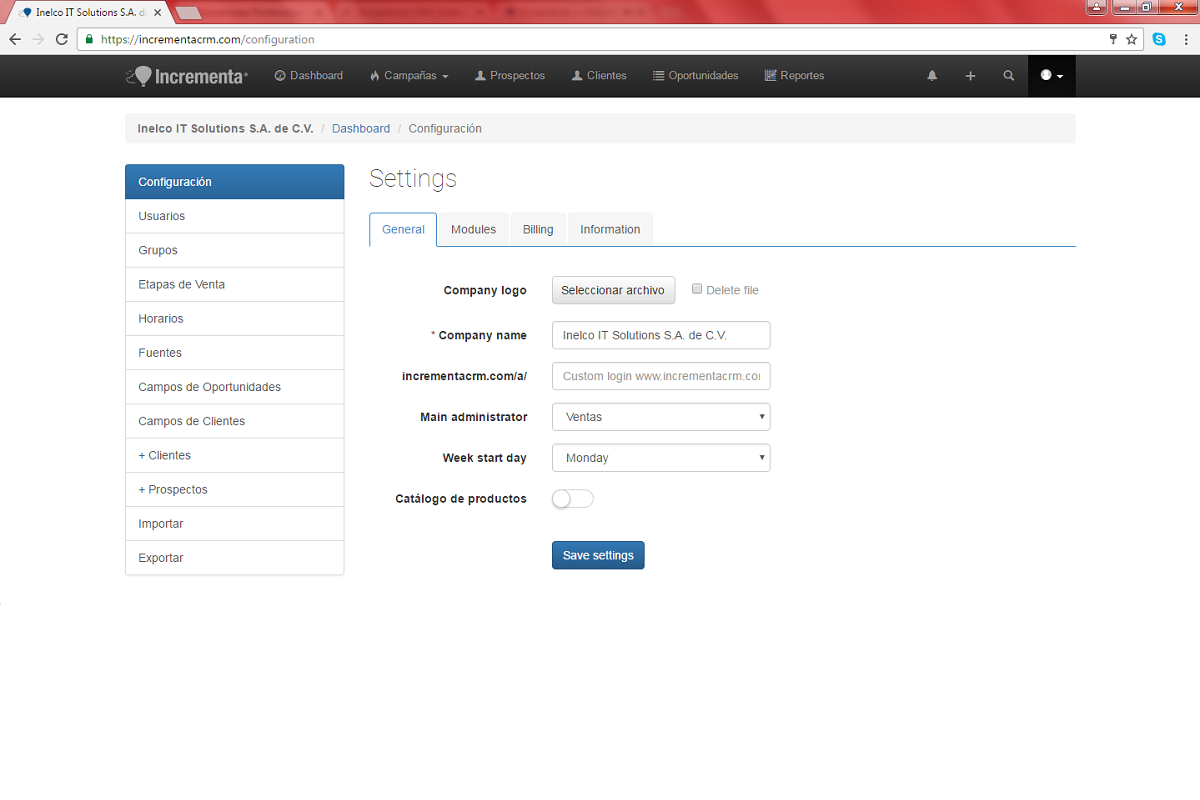 Inelco IT Solutions S.A. d
https://incrementacrm.com/configuration
Incrementa Dashboard Campañas Prospectos Clientes Oportunidades Reportes
Inelco IT Solutions S.A. de C.V. / Dashboard / Configuración
Configuración
Usuarios
Grupos
Etapas de Venta
Horarios
Fuentes
Campos de Oportunidades
Campos de Clientes
+ Clientes
+ Prospectos
Importar
Exportar
Settings
General Modules Billing Information
Company logo Seleccionar archivo Delete file
* Company name Inelco IT Solutions S.A. de C.V.
incrementacrm.com/a/ Custom login www.incrementacrm.co
Main administrator Ventas
Week start day Monday
Catálogo de productos
Save settings